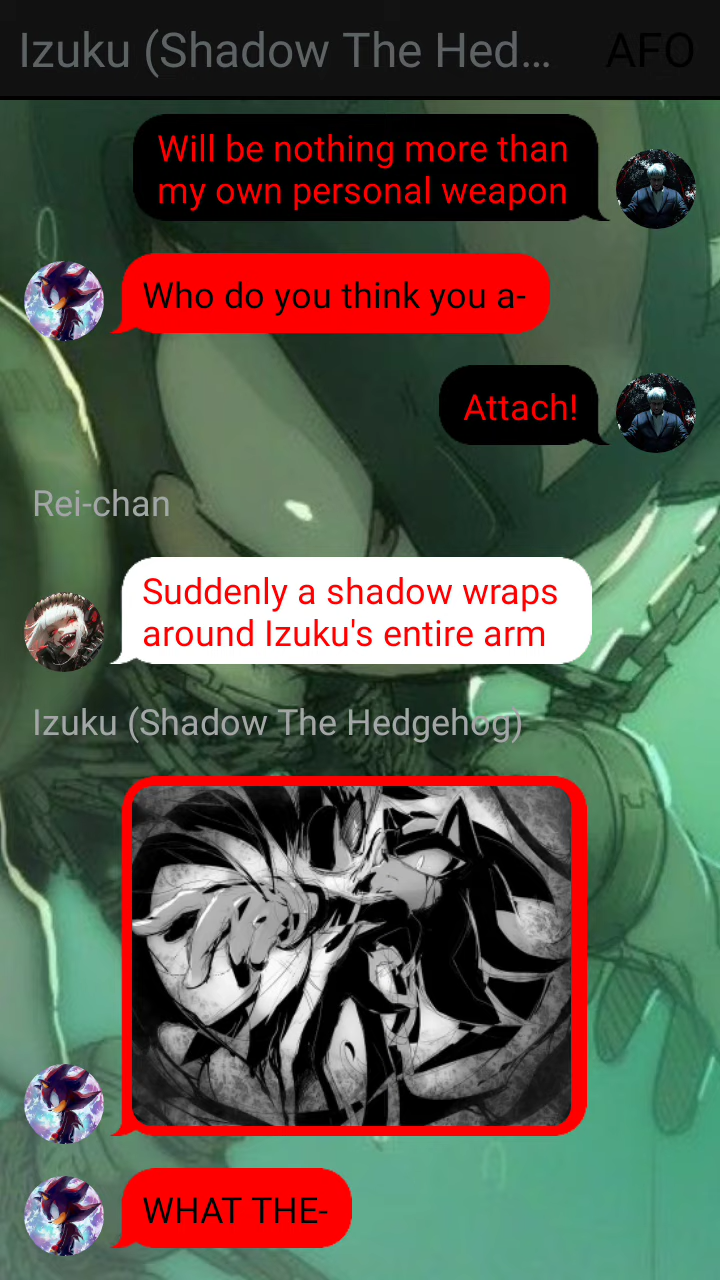 Izuku (Shadow The Hed... AFO
Will be nothing more than
my own personal weapon
Who do you think you a-
Attach!
Rei-chan
Suddenly a shadow wraps
around Izuku's entire arm
Izuku (Shadow The Hedgehog)
WHAT THE-